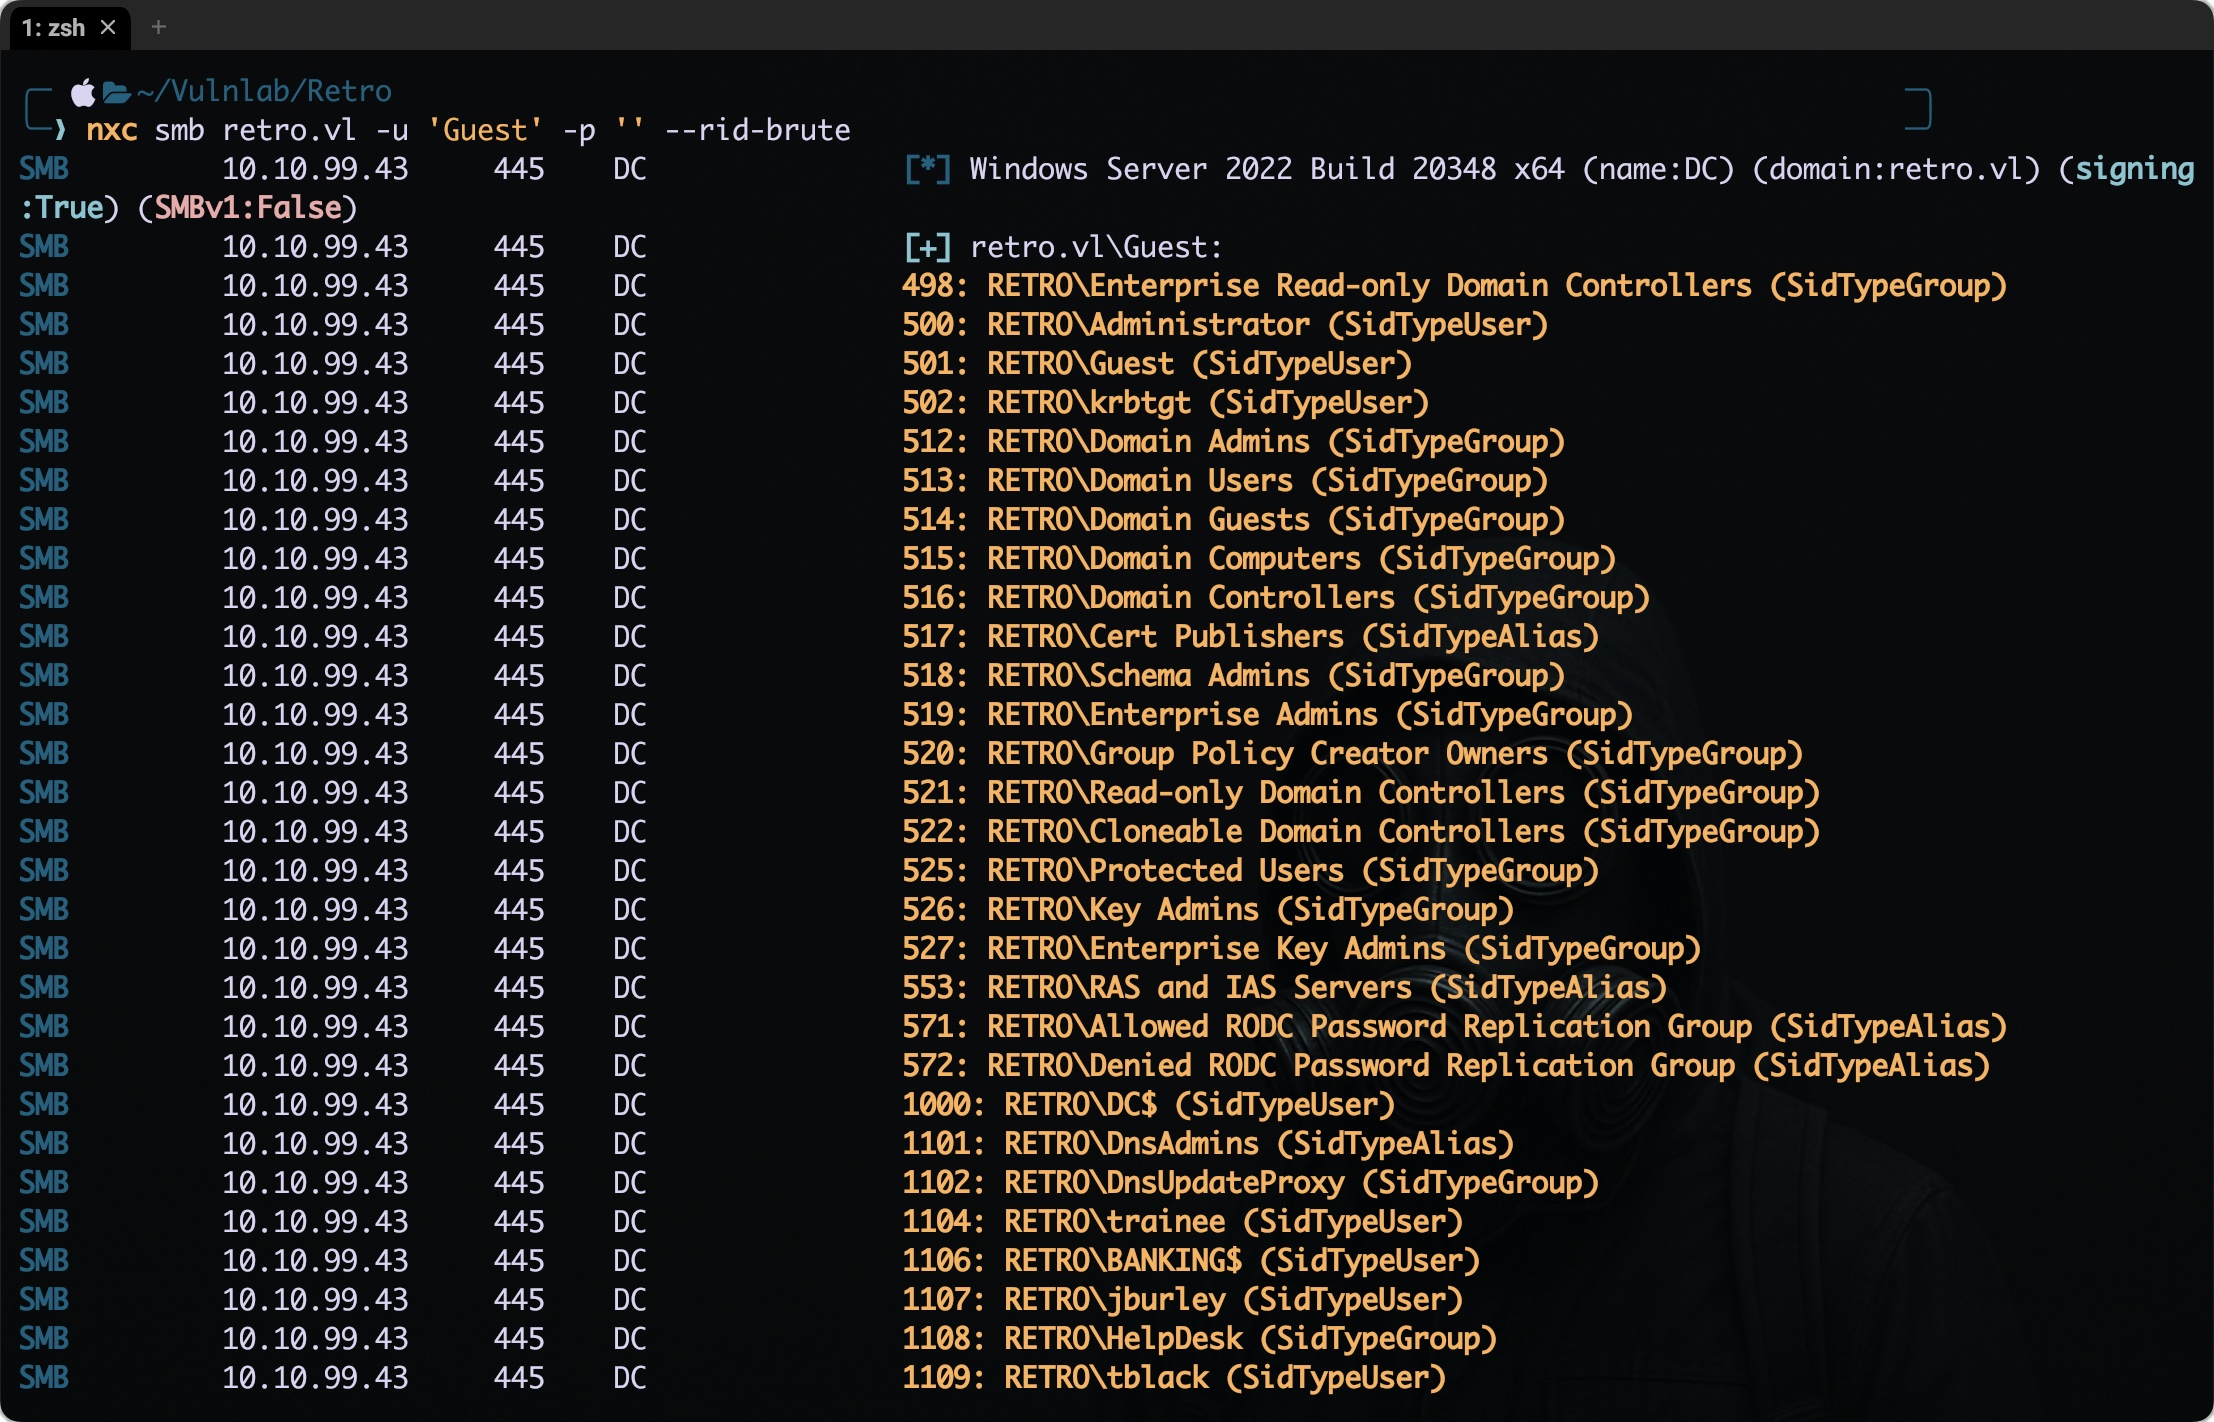 1: zsh × +
~/Vulnlab/Retro
❯ nxc smb retro.vl -u 'Guest' -p '' --rid-brute
SMB 10.10.99.43 445 DC [*] Windows Server 2022 Build 20348 x64 (name:DC) (domain:retro.vl) (signing
:True) (SMBv1:False)
SMB 10.10.99.43 445 DC [+] retro.vl\Guest:
SMB 10.10.99.43 445 DC 498: RETRO\Enterprise Read-only Domain Controllers (SidTypeGroup)
SMB 10.10.99.43 445 DC 500: RETRO\Administrator (SidTypeUser)
SMB 10.10.99.43 445 DC 501: RETRO\Guest (SidTypeUser)
SMB 10.10.99.43 445 DC 502: RETRO\krbtgt (SidTypeUser)
SMB 10.10.99.43 445 DC 512: RETRO\Domain Admins (SidTypeGroup)
SMB 10.10.99.43 445 DC 513: RETRO\Domain Users (SidTypeGroup)
SMB 10.10.99.43 445 DC 514: RETRO\Domain Guests (SidTypeGroup)
SMB 10.10.99.43 445 DC 515: RETRO\Domain Computers (SidTypeGroup)
SMB 10.10.99.43 445 DC 516: RETRO\Domain Controllers (SidTypeGroup)
SMB 10.10.99.43 445 DC 517: RETRO\Cert Publishers (SidTypeAlias)
SMB 10.10.99.43 445 DC 518: RETRO\Schema Admins (SidTypeGroup)
SMB 10.10.99.43 445 DC 519: RETRO\Enterprise Admins (SidTypeGroup)
SMB 10.10.99.43 445 DC 520: RETRO\Group Policy Creator Owners (SidTypeGroup)
SMB 10.10.99.43 445 DC 521: RETRO\Read-only Domain Controllers (SidTypeGroup)
SMB 10.10.99.43 445 DC 522: RETRO\Cloneable Domain Controllers (SidTypeGroup)
SMB 10.10.99.43 445 DC 525: RETRO\Protected Users (SidTypeGroup)
SMB 10.10.99.43 445 DC 526: RETRO\Key Admins (SidTypeGroup)
SMB 10.10.99.43 445 DC 527: RETRO\Enterprise Key Admins (SidTypeGroup)
SMB 10.10.99.43 445 DC 553: RETRO\RAS and IAS Servers (SidTypeAlias)
SMB 10.10.99.43 445 DC 571: RETRO\Allowed RODC Password Replication Group (SidTypeAlias)
SMB 10.10.99.43 445 DC 572: RETRO\Denied RODC Password Replication Group (SidTypeAlias)
SMB 10.10.99.43 445 DC 1000: RETRO\DC$ (SidTypeUser)
SMB 10.10.99.43 445 DC 1101: RETRO\DnsAdmins (SidTypeAlias)
SMB 10.10.99.43 445 DC 1102: RETRO\DnsUpdateProxy (SidTypeGroup)
SMB 10.10.99.43 445 DC 1104: RETRO\trainee (SidTypeUser)
SMB 10.10.99.43 445 DC 1106: RETRO\BANKING$ (SidTypeUser)
SMB 10.10.99.43 445 DC 1107: RETRO\jburley (SidTypeUser)
SMB 10.10.99.43 445 DC 1108: RETRO\HelpDesk (SidTypeGroup)
SMB 10.10.99.43 445 DC 1109: RETRO\tblack (SidTypeUser)